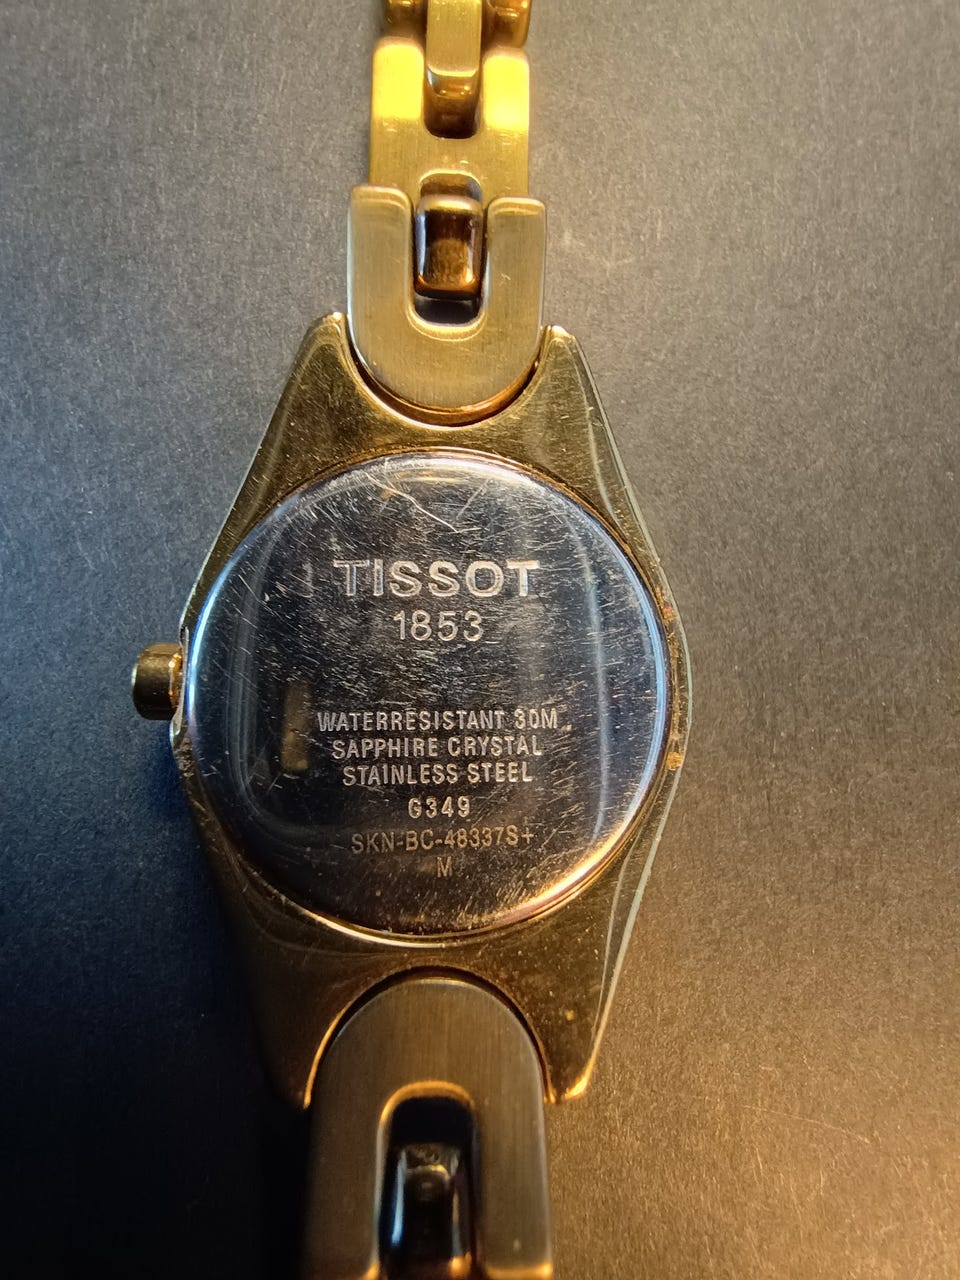 TISSOT
1853
WATERRESISTANT 30M
SAPPHIRE CRYSTAL
STAINLESS STEEL
G349
SKN-BC-48337S+
M